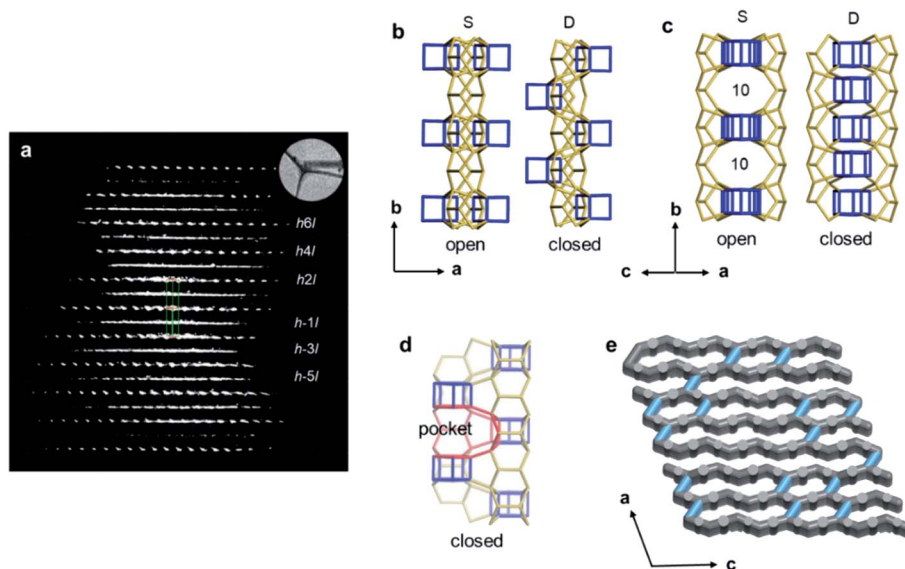 a
h6l
h4l
h2l
h-1l
h-3l
h-5l
b
S
D
open
closed
b
a
c
S
D
10
10
open
closed
b
c
a
d
pocket
closed
e
a
c